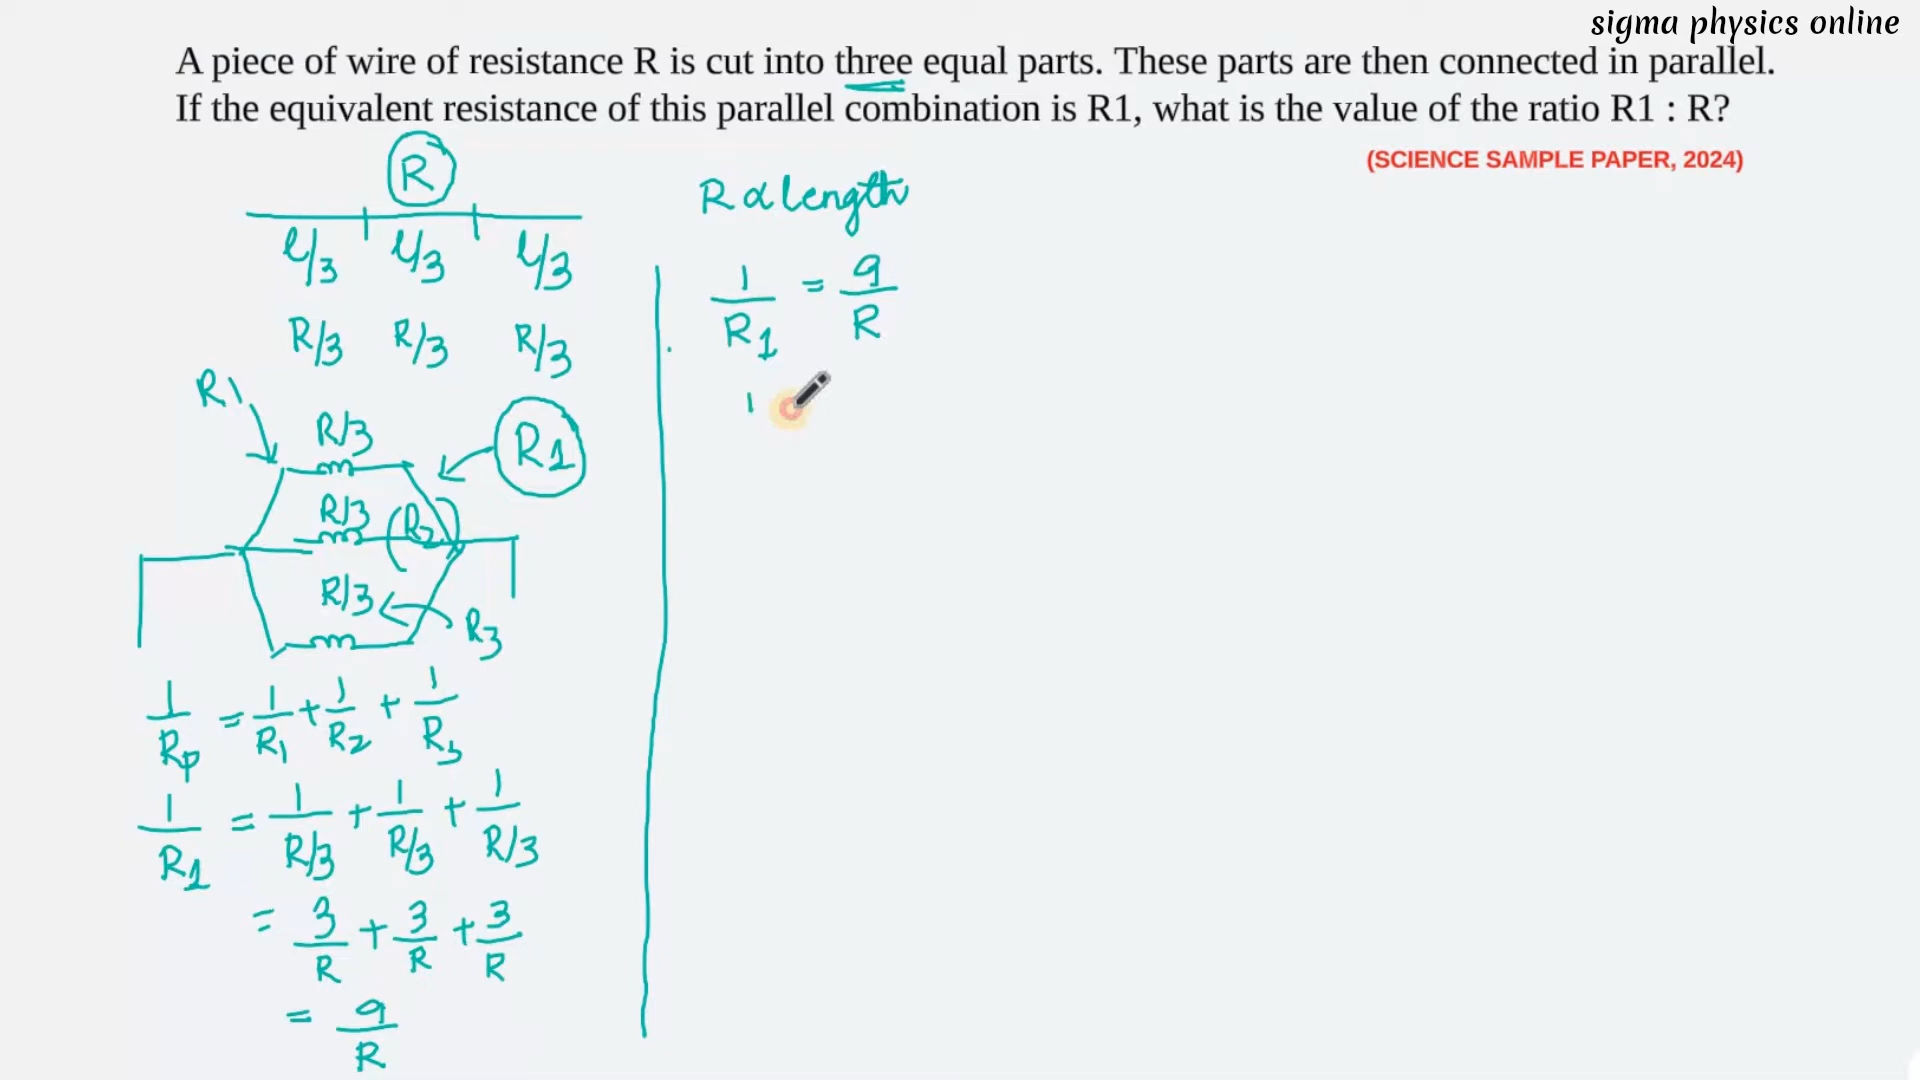 sigma physics online
A piece of wire of resistance R is cut into three equal parts. These parts are then connected in parallel.
If the equivalent resistance of this parallel combination is R1, what is the value of the ratio R1 : R?
(SCIENCE SAMPLE PAPER, 2024)
R
l/3 l/3 l/3
R/3 R/3 R/3
R1
R/3
R1
R/3 (R2)
R/3
R3
1/Rp = 1/R1 + 1/R2 + 1/R3
1/R1 = 1/R/3 + 1/R/3 + 1/R/3
= 3/R + 3/R + 3/R
= 9/R
R α length
1/R1 = 9/R
1